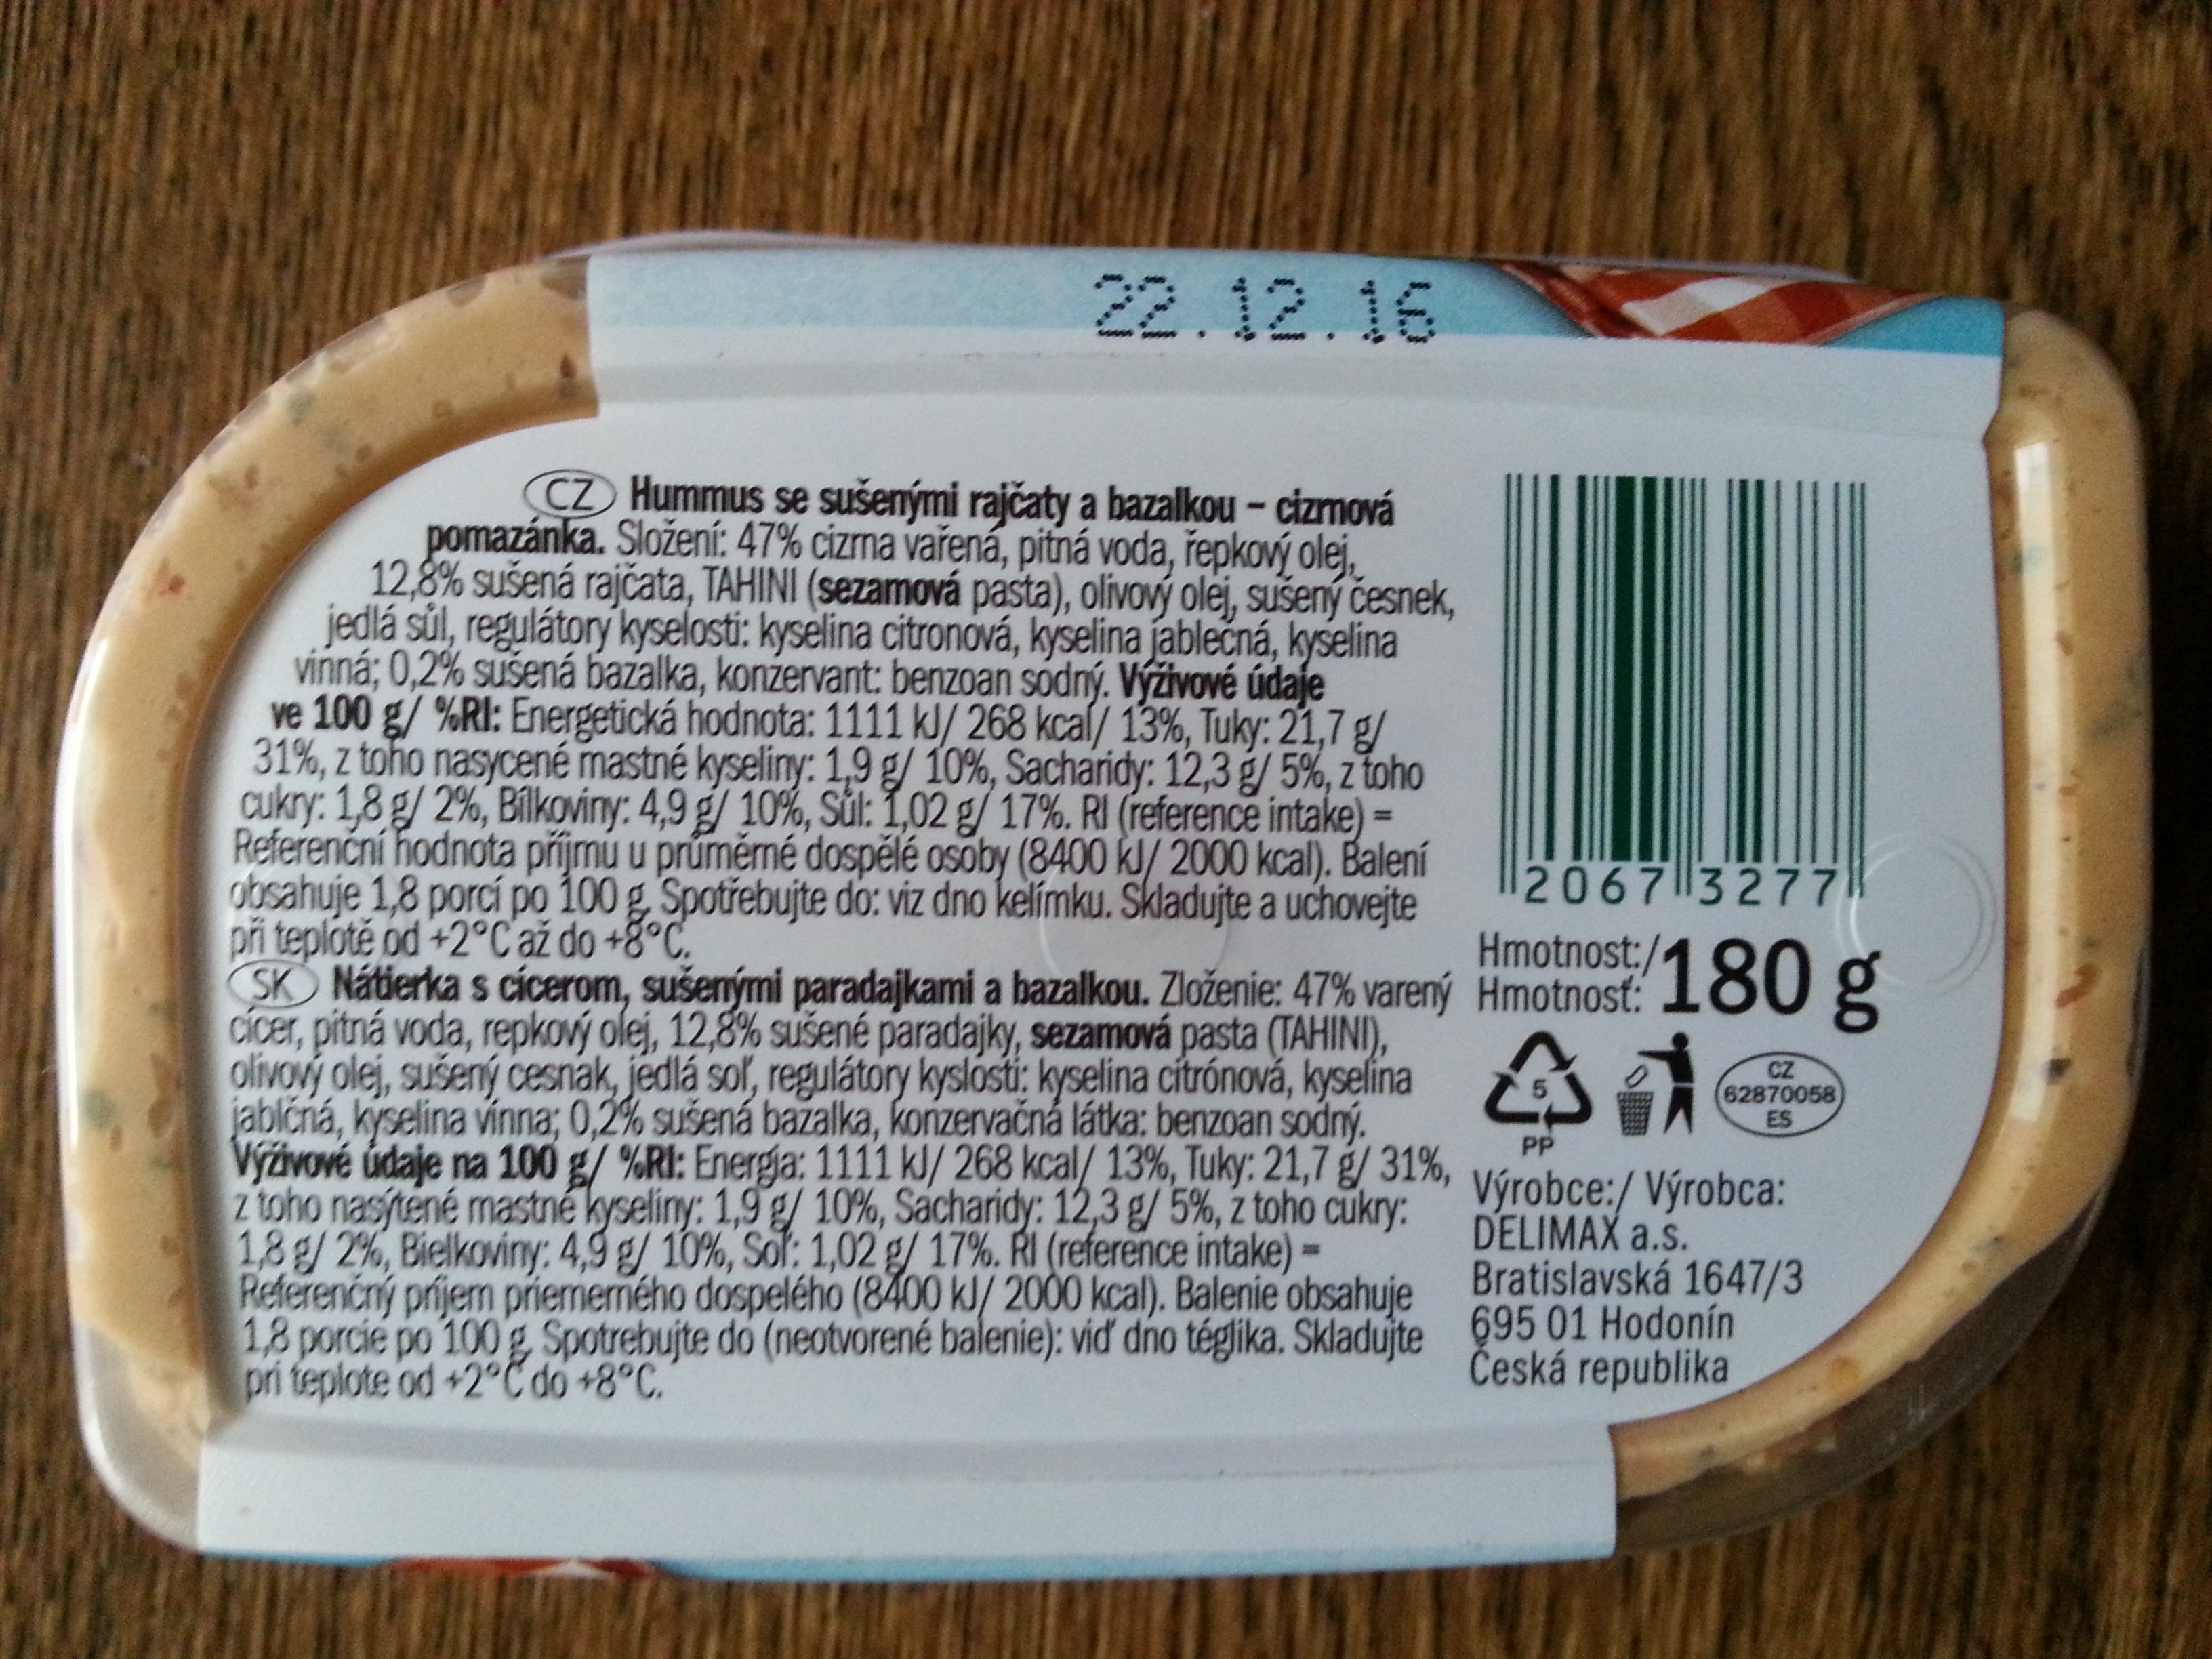 22.12.16
CZ Hummus se sušenými rajčaty a bazalkou – cizrnová
pomazánka. Složení: 47% cizrna vařená, pitná voda, řepkový olej,
12,8% sušená rajčata, TAHINI (sezamová pasta), olivový olej, sušený česnek,
jedlá sůl, regulátory kyselosti: kyselina citronová, kyselina jablečná, kyselina
vinná; 0,2% sušená bazalka, konzervant: benzoan sodný. Výživové údaje
ve 100 g/ %RI: Energetická hodnota: 1111 kJ/ 268 kcal/ 13%, Tuky: 21,7 g/
31%, z toho nasycené mastné kyseliny: 1,9 g/ 10%, Sacharidy: 12,3 g/ 5%, z toho
cukry: 1,8 g/ 2%, Bílkoviny: 4,9 g/ 10%, Sůl: 1,02 g/ 17%. RI (reference intake) =
Referenční hodnota příjmu u průměrné dospělé osoby (8400 kJ/ 2000 kcal). Balení
obsahuje 1,8 porcí po 100 g. Spotřebujte do: viz dno kelímku. Skladujte a uchovejte
při teplotě od +2°C až do +8°C.
SK Nátierka s cícerom, sušenými paradajkami a bazalkou. Zloženie: 47% varený
cícer, pitná voda, repkový olej, 12,8% sušené paradajky, sezamová pasta (TAHINI),
olivový olej, sušený cesnak, jedlá soľ, regulátory kyslosti: kyselina citrónová, kyselina
jablčná, kyselina vínna; 0,2% sušená bazalka, konzervačná látka: benzoan sodný.
Výživové údaje na 100 g/ %RI: Energia: 1111 kJ/ 268 kcal/ 13%, Tuky: 21,7 g/ 31%,
z toho nasýtené mastné kyseliny: 1,9 g/ 10%, Sacharidy: 12,3 g/ 5%, z toho cukry:
1,8 g/ 2%, Bielkoviny: 4,9 g/ 10%, Soľ: 1,02 g/ 17%. RI (reference intake) =
Referenčný príjem priemerného dospelého (8400 kJ/ 2000 kcal). Balenie obsahuje
1,8 porcie po 100 g. Spotrebujte do (neotvorené balenie): viď dno téglika. Skladujte
pri teplote od +2°C do +8°C.
2067 3277
Hmotnost:/
Hmotnosť: 180 g
5
PP
CZ
62870058
ES
Výrobce:/ Výrobca:
DELIMAX a.s.
Bratislavská 1647/3
695 01 Hodonín
Česká republika